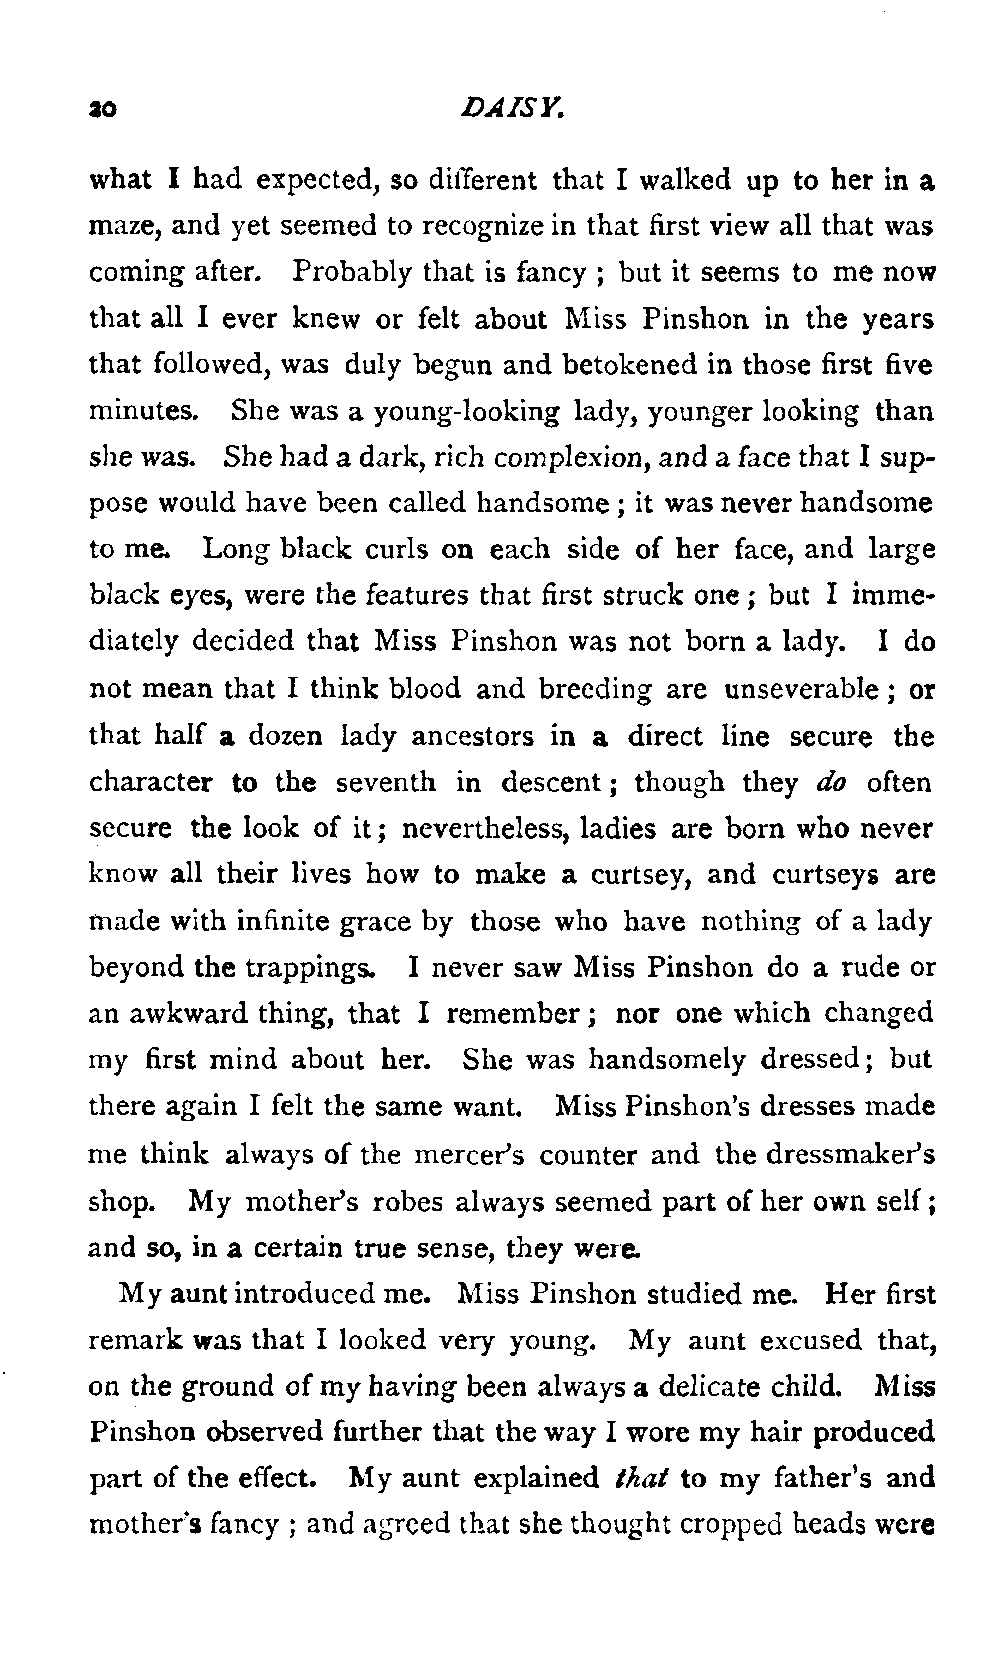 20 DAISY.
what I had expected, so different that I walked up to her in a
maze, and yet seemed to recognize in that first view all that was
coming after. Probably that is fancy ; but it seems to me now
that all I ever knew or felt about Miss Pinshon in the years
that followed, was duly begun and betokened in those first five
minutes. She was a young-looking lady, younger looking than
she was. She had a dark, rich complexion, and a face that I sup-
pose would have been called handsome ; it was never handsome
to me. Long black curls on each side of her face, and large
black eyes, were the features that first struck one ; but I imme-
diately decided that Miss Pinshon was not born a lady. I do
not mean that I think blood and breeding are unseverable ; or
that half a dozen lady ancestors in a direct line secure the
character to the seventh in descent ; though they do often
secure the look of it ; nevertheless, ladies are born who never
know all their lives how to make a curtsey, and curtseys are
made with infinite grace by those who have nothing of a lady
beyond the trappings. I never saw Miss Pinshon do a rude or
an awkward thing, that I remember ; nor one which changed
my first mind about her. She was handsomely dressed ; but
there again I felt the same want. Miss Pinshon's dresses made
me think always of the mercer's counter and the dressmaker's
shop. My mother's robes always seemed part of her own self ;
and so, in a certain true sense, they were.
My aunt introduced me. Miss Pinshon studied me. Her first
remark was that I looked very young. My aunt excused that,
on the ground of my having been always a delicate child. Miss
Pinshon observed further that the way I wore my hair produced
part of the effect. My aunt explained that to my father's and
mother's fancy ; and agreed that she thought cropped heads were